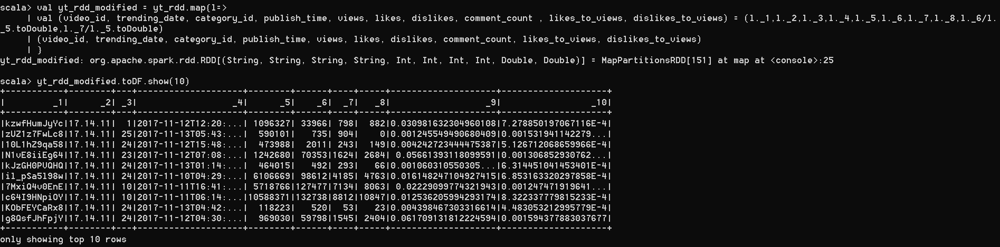 scala> val yt_rdd_modified = yt_rdd.map{l=>
     | val (video_id, trending_date, category_id, publish_time, views, likes, dislikes, comment_count , likes_to_views, dislikes_to_views) = (l._1,l._2,l._3,l._4,l._5,l._6,l._7,l._8,l._6/l.
_5.toDouble,l._7/l._5.toDouble)
     | (video_id, trending_date, category_id, publish_time, views, likes, dislikes, comment_count, likes_to_views, dislikes_to_views)
     | }
yt_rdd_modified: org.apache.spark.rdd.RDD[(String, String, String, String, Int, Int, Int, Int, Double, Double)] = MapPartitionsRDD[151] at map at <console>:25
scala> yt_rdd_modified.toDF.show(10)
+-----------+--------+---+--------------------+--------+------+----+-----+--------------------+--------------------+
|         _1|      _2| _3|                  _4|      _5|    _6|  _7|   _8|                  _9|                 _10|
+-----------+--------+---+--------------------+--------+------+----+-----+--------------------+--------------------+
|kzwfHumJyYc|17.14.11|  1|2017-11-12T12:20:...| 1096327| 33966| 798|  882|0.030981632304960108|7.278850197067116E-4|
|zUZ1z7FwLc8|17.14.11| 25|2017-11-13T05:43:...|  590101|   735| 904|    0|0.001245549490680409|0.001531941142279...|
|10L1hZ9qa58|17.14.11| 24|2017-11-12T15:48:...|  473988|  2011| 243|  149|0.004242723444475387|5.126712068659966E-4|
|N1vE8iiEg64|17.14.11| 23|2017-11-12T07:08:...| 1242680| 70353|1624| 2684| 0.05661393118099591|0.001306852930762...|
|kJzGH0PVQHQ|17.14.11| 24|2017-11-13T01:14:...|  464015|   492| 293|   66|0.001060310550305...|6.314451041453401E-4|
|il_pSa5l98w|17.14.11| 24|2017-11-10T04:29:...| 6106669| 98612|4185| 4763|0.016148247104927415|6.853163320297858E-4|
|7MxiQ4v0EnE|17.14.11| 10|2017-11-11T16:41:...| 5718766|127477|7134| 8063| 0.02229099774321943|0.001247471919641...|
|c64I9HNpiOY|17.14.11| 10|2017-11-11T06:14:...|10588371|132738|8812|10847|0.012536205994293174|8.322337779815233E-4|
|KObFEYCaRx8|17.14.11| 24|2017-11-13T04:42:...|  118223|   520|  53|   23|0.004398467303316614|4.483053212995779E-4|
|g8QsfJhFpjY|17.14.11| 24|2017-11-12T04:30:...|  969030| 59798|1545| 2404|0.061709131812224594|0.001594377883037677|
+-----------+--------+---+--------------------+--------+------+----+-----+--------------------+--------------------+
only showing top 10 rows